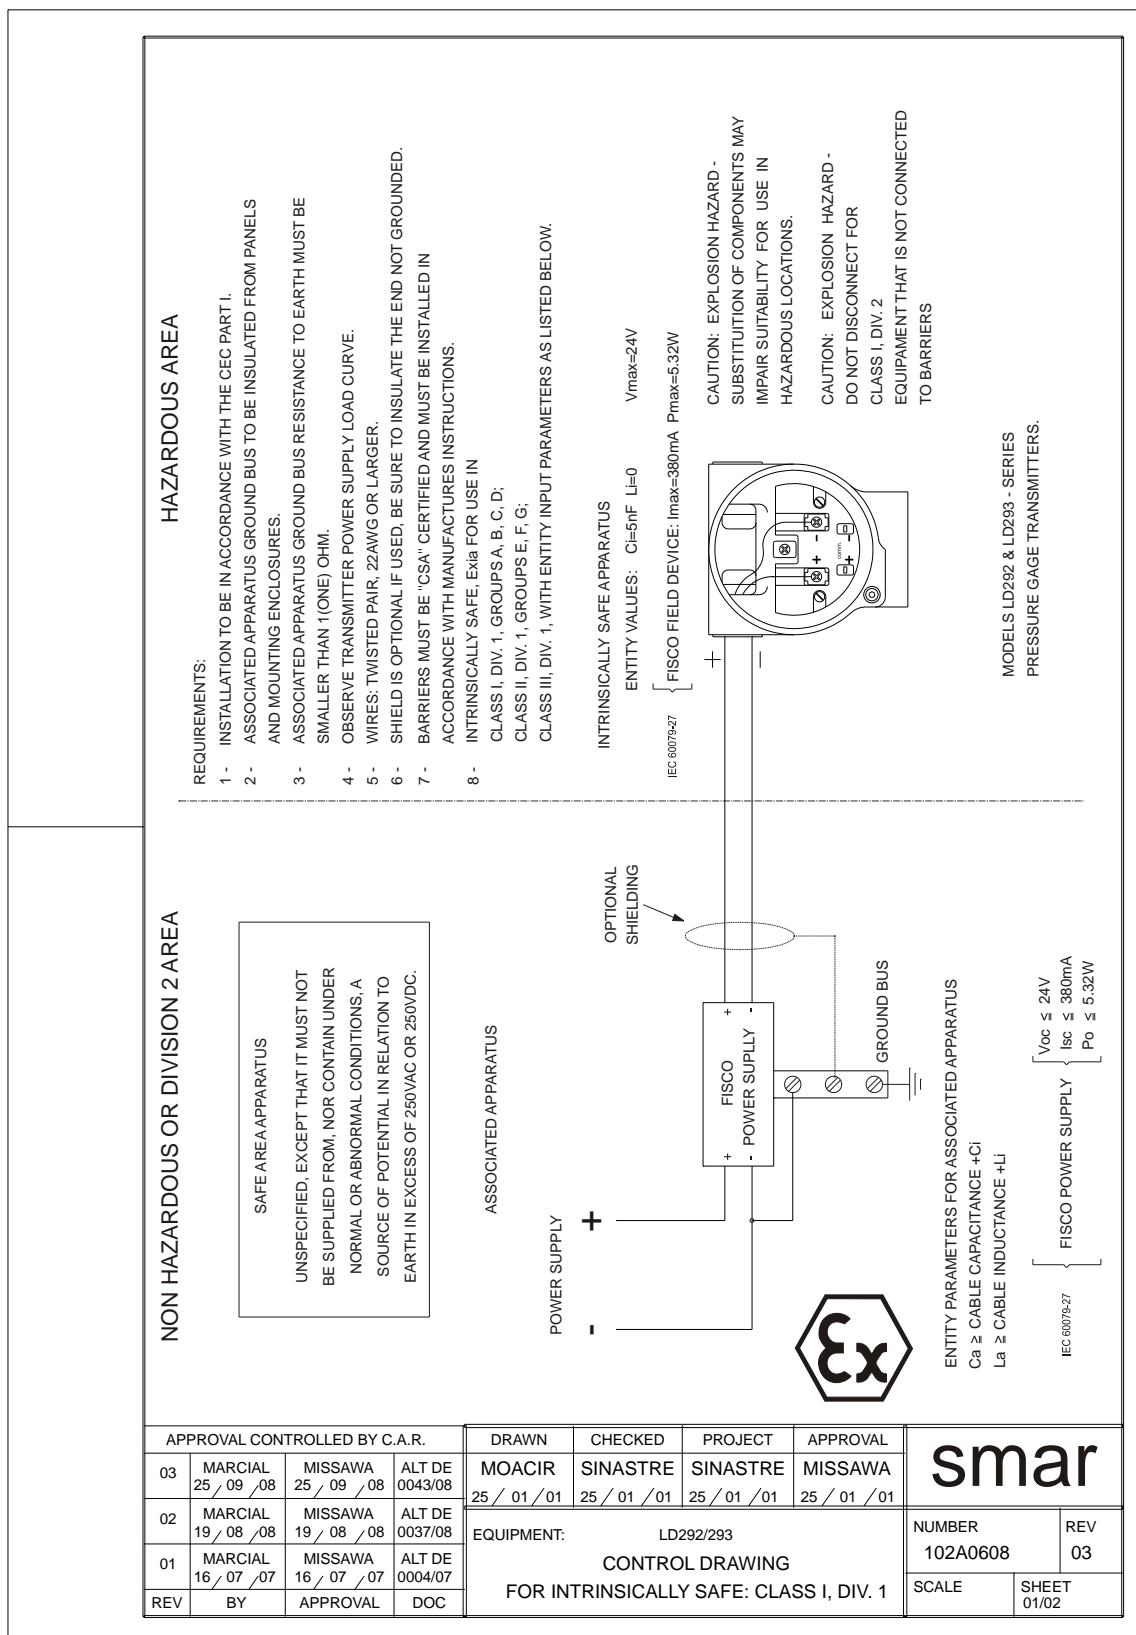 NON HAZARDOUS OR DIVISION 2 AREA
SAFE AREA APPARATUS
UNSPECIFIED, EXCEPT THAT IT MUST NOT
BE SUPPLIED FROM, NOR CONTAIN UNDER
NORMAL OR ABNORMAL CONDITIONS, A
SOURCE OF POTENTIAL IN RELATION TO
EARTH IN EXCESS OF 250VAC OR 250VDC.
ASSOCIATED APPARATUS
POWER SUPPLY
- +
+ +
FISCO
POWER SUPLLY
- -
OPTIONAL
SHIELDING
GROUND BUS
Ex
ENTITY PARAMETERS FOR ASSOCIATED APPARATUS
Ca ≥ CABLE CAPACITANCE +Ci
La ≥ CABLE INDUCTANCE +Li
IEC 60079-27
FISCO POWER SUPPLY
Voc ≤ 24V
Isc ≤ 380mA
Po ≤ 5.32W
HAZARDOUS AREA
REQUIREMENTS:
1 - INSTALLATION TO BE IN ACCORDANCE WITH THE CEC PART I.
2 - ASSOCIATED APPARATUS GROUND BUS TO BE INSULATED FROM PANELS
AND MOUNTING ENCLOSURES.
3 - ASSOCIATED APPARATUS GROUND BUS RESISTANCE TO EARTH MUST BE
SMALLER THAN 1(ONE) OHM.
4 - OBSERVE TRANSMITTER POWER SUPPLY LOAD CURVE.
5 - WIRES: TWISTED PAIR, 22AWG OR LARGER.
6 - SHIELD IS OPTIONAL IF USED, BE SURE TO INSULATE THE END NOT GROUNDED.
7 - BARRIERS MUST BE "CSA" CERTIFIED AND MUST BE INSTALLED IN
ACCORDANCE WITH MANUFACTURES INSTRUCTIONS.
8 - INTRINSICALLY SAFE, Exia FOR USE IN
CLASS I, DIV. 1, GROUPS A, B, C, D;
CLASS II, DIV. 1, GROUPS E, F, G;
CLASS III, DIV. 1, WITH ENTITY INPUT PARAMETERS AS LISTED BELOW.
INTRINSICALLY SAFE APPARATUS
ENTITY VALUES: Ci=5nF Li=0 Vmax=24V
IEC 60079-27
FISCO FIELD DEVICE: Imax=380mA Pmax=5.32W
+
-
+ -
comm.
+ -
CAUTION: EXPLOSION HAZARD -
SUBSTITUITION OF COMPONENTS MAY
IMPAIR SUITABILITY FOR USE IN
HAZARDOUS LOCATIONS.
CAUTION: EXPLOSION HAZARD -
DO NOT DISCONNECT FOR
CLASS I, DIV. 2
EQUIPAMENT THAT IS NOT CONNECTED
TO BARRIERS
MODELS LD292 & LD293 - SERIES
PRESSURE GAGE TRANSMITTERS.
APPROVAL CONTROLLED BY C.A.R.
03 MARCIAL 25 / 09 / 08 MISSAWA 25 / 09 / 08 ALT DE 0043/08
02 MARCIAL 19 / 08 / 08 MISSAWA 19 / 08 / 08 ALT DE 0037/08
01 MARCIAL 16 / 07 / 07 MISSAWA 16 / 07 / 07 ALT DE 0004/07
REV BY APPROVAL DOC
DRAWN CHECKED PROJECT APPROVAL
MOACIR SINASTRE SINASTRE MISSAWA
25 / 01 / 01 25 / 01 / 01 25 / 01 / 01 25 / 01 / 01
EQUIPMENT: LD292/293
CONTROL DRAWING
FOR INTRINSICALLY SAFE: CLASS I, DIV. 1
smar
NUMBER
102A0608
REV
03
SCALE
SHEET
01/02